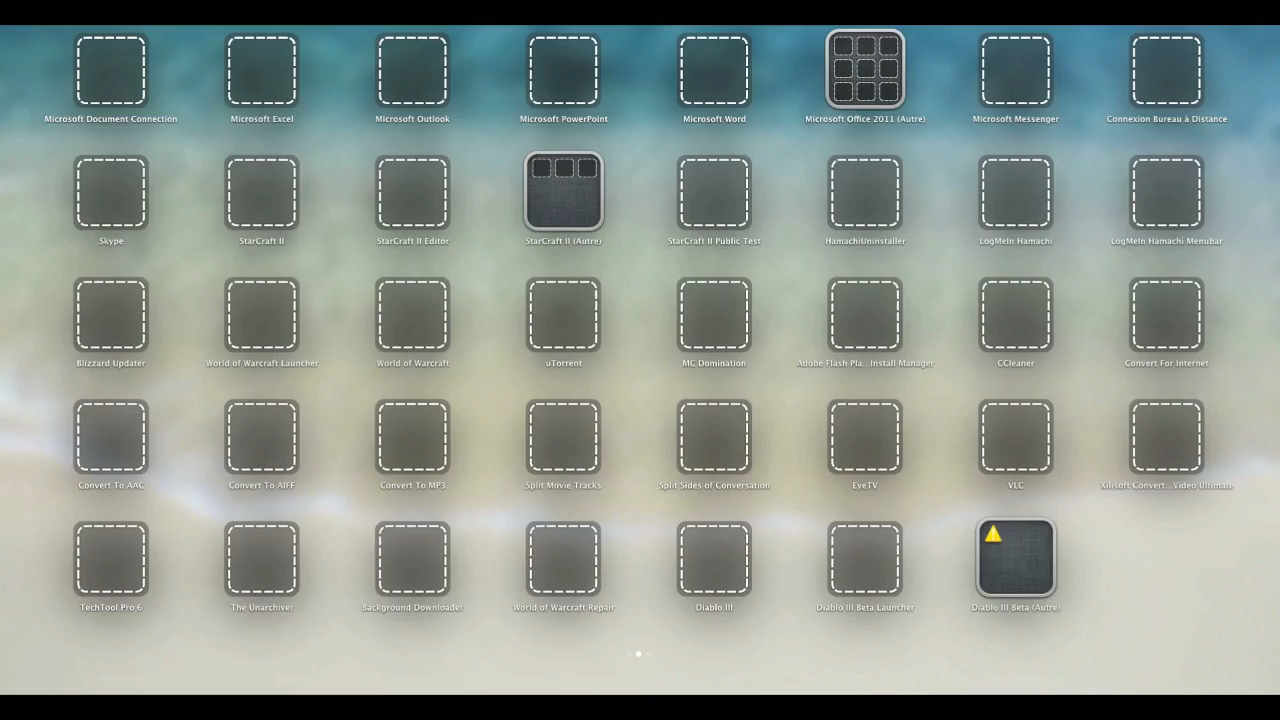 Microsoft Document Connection
Microsoft Excel
Microsoft Outlook
Microsoft PowerPoint
Microsoft Word
Microsoft Office 2011 (Autre)
Microsoft Messenger
Connexion Bureau à Distance
Skype
StarCraft II
StarCraft II Editor
StarCraft II (Autre)
StarCraft II Public Test
HamachiUninstaller
LogMeIn Hamachi
LogMeIn Hamachi Menubar
Blizzard Updater
World of Warcraft Launcher
World of Warcraft
uTorrent
MC Domination
Adobe Flash Pla...Install Manager
CCleaner
Convert For Internet
Convert To AAC
Convert To AIFF
Convert To MP3
Split Movie Tracks
Split Sides of Conversation
EyeTV
VLC
Xilisoft Convert...Video Ultimate
TechTool Pro 6
The Unarchiver
Background Downloader
World of Warcraft Repair
Diablo III
Diablo III Beta Launcher
Diablo III Beta (Autre)